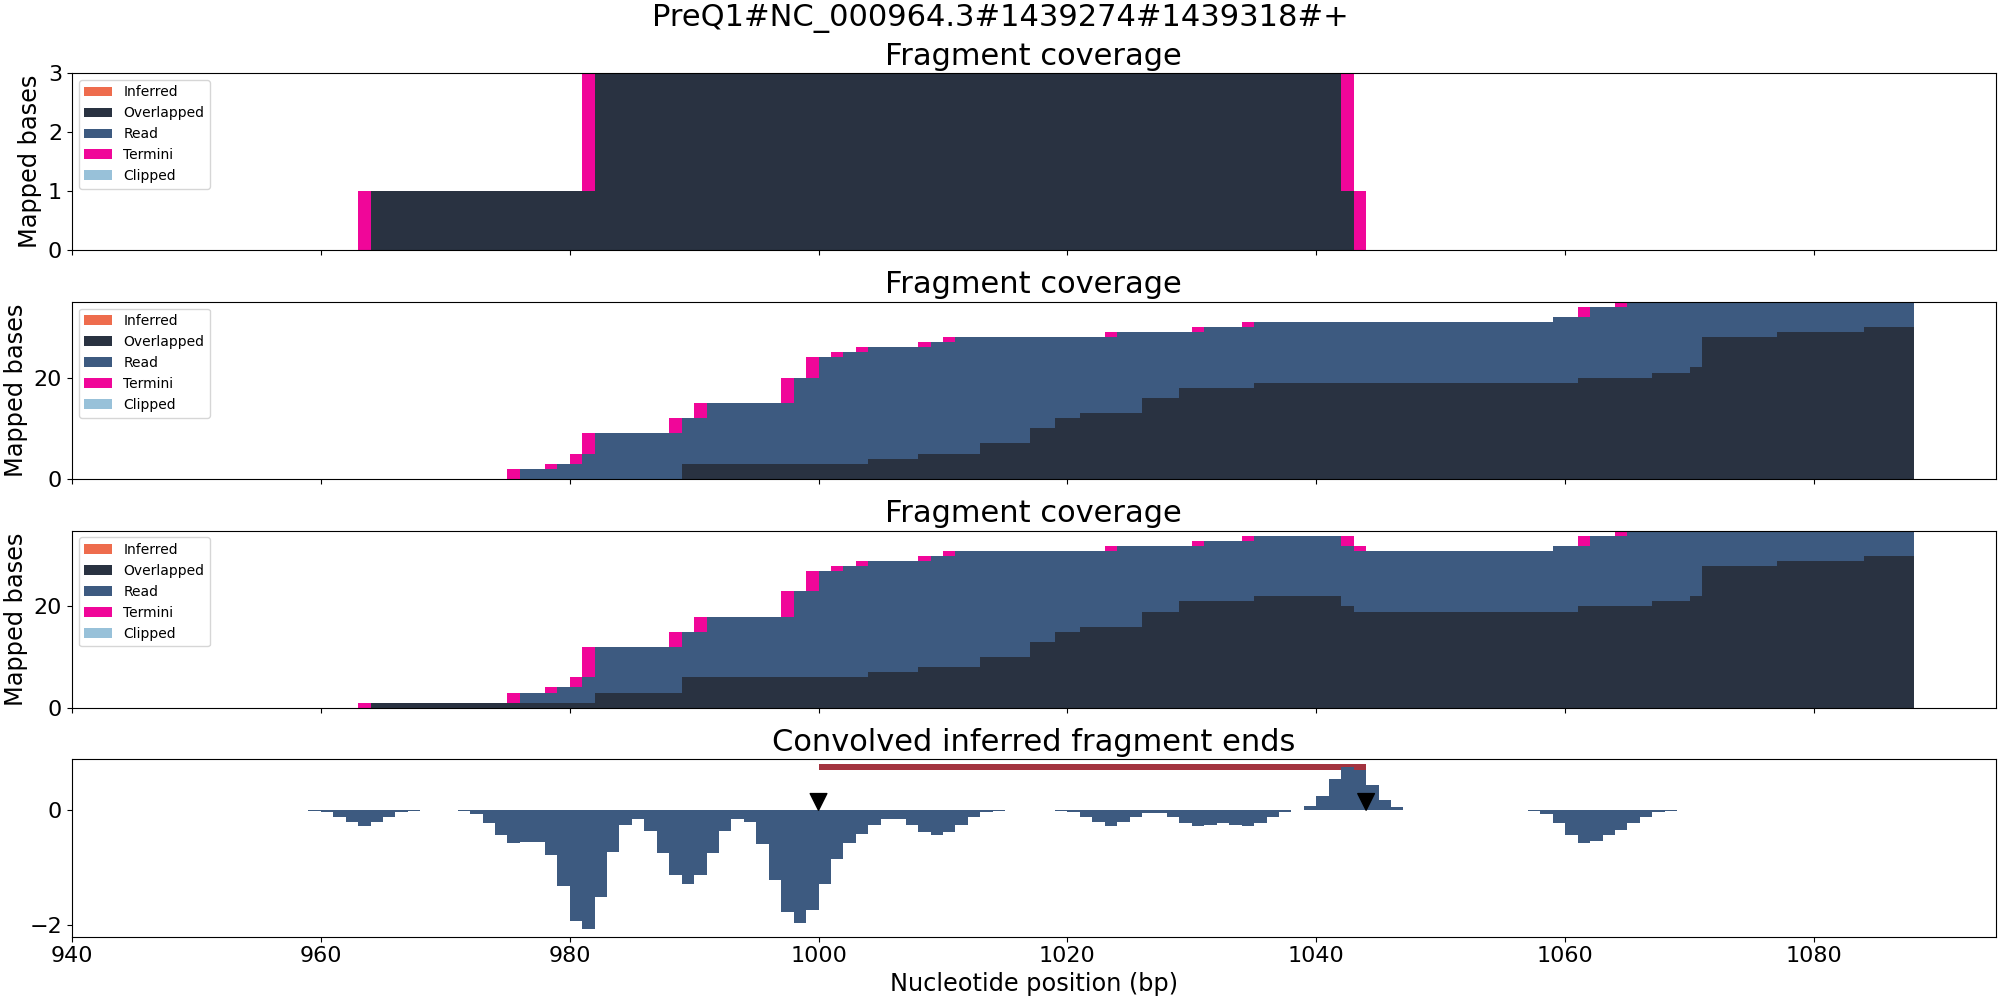 PreQ1#NC_000964.3#1439274#1439318#+
Fragment coverage
Mapped bases
3
2
1
0
Inferred
Overlapped
Read
Termini
Clipped
Fragment coverage
Mapped bases
20
0
Inferred
Overlapped
Read
Termini
Clipped
Fragment coverage
Mapped bases
20
0
Inferred
Overlapped
Read
Termini
Clipped
Convolved inferred fragment ends
0
−2
940 960 980 1000 1020 1040 1060 1080
Nucleotide position (bp)